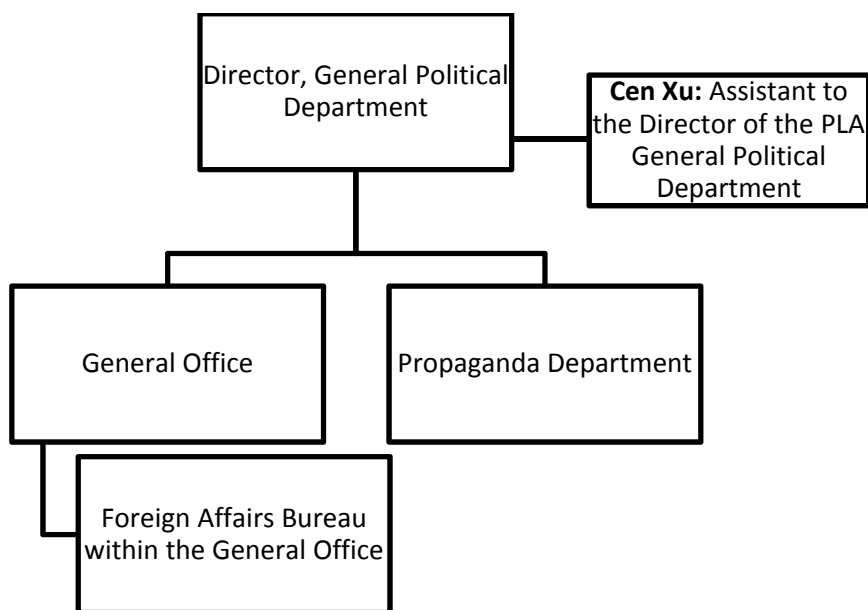 Director, General Political
Department
Cen Xu: Assistant to
the Director of the PLA
General Political
Department
General Office
Propaganda Department
Foreign Affairs Bureau
within the General Office